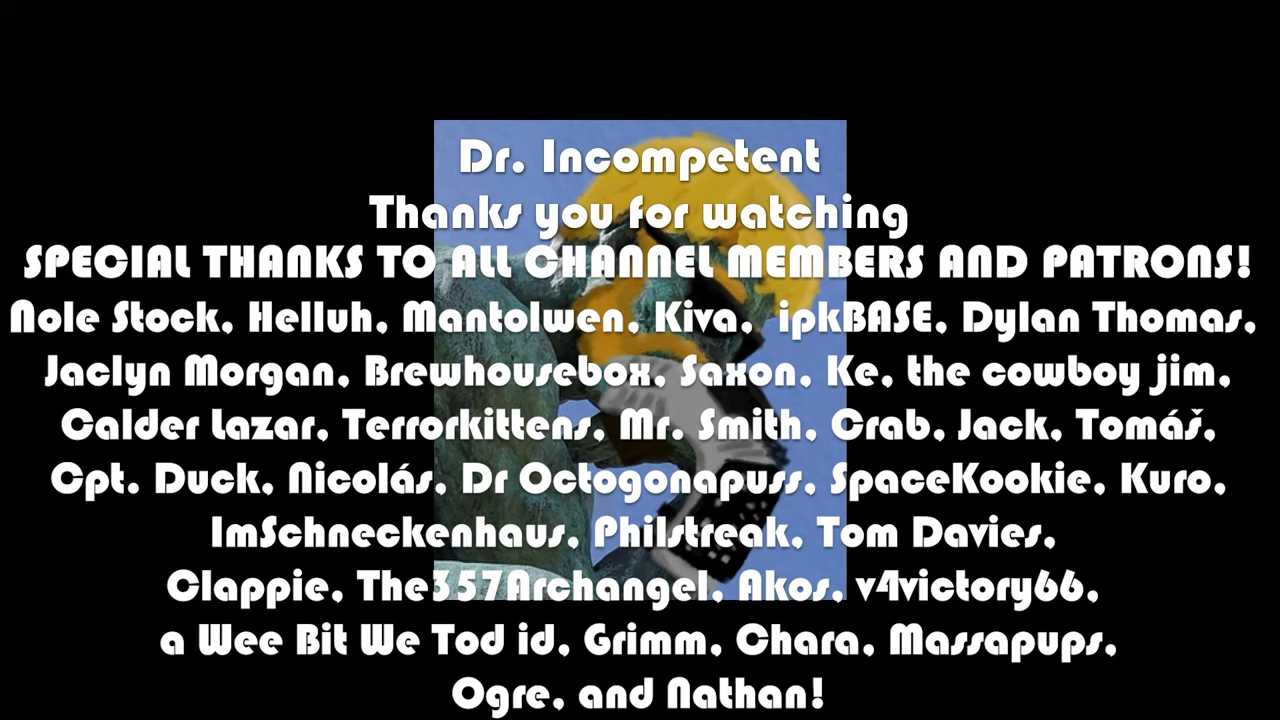 Dr. Incompetent
Thanks you for watching
SPECIAL THANKS TO ALL CHANNEL MEMBERS AND PATRONS!
Nole Stock, Helluh, Mantolwen, Kiva, ipkBASE, Dylan Thomas,
Jaclyn Morgan, Brewhousebox, Saxon, Ke, the cowboy jim,
Calder Lazar, Terrorkittens, Mr. Smith, Crab, Jack, Tomáš,
Cpt. Duck, Nicolás, Dr Octogonapuss, SpaceKookie, Kuro,
ImSchneckenhaus, Philstreak, Tom Davies,
Clappie, The357Archangel, Akos, v4victory66,
a Wee Bit We Tod id, Grimm, Chara, Massapups,
Ogre, and Nathan!